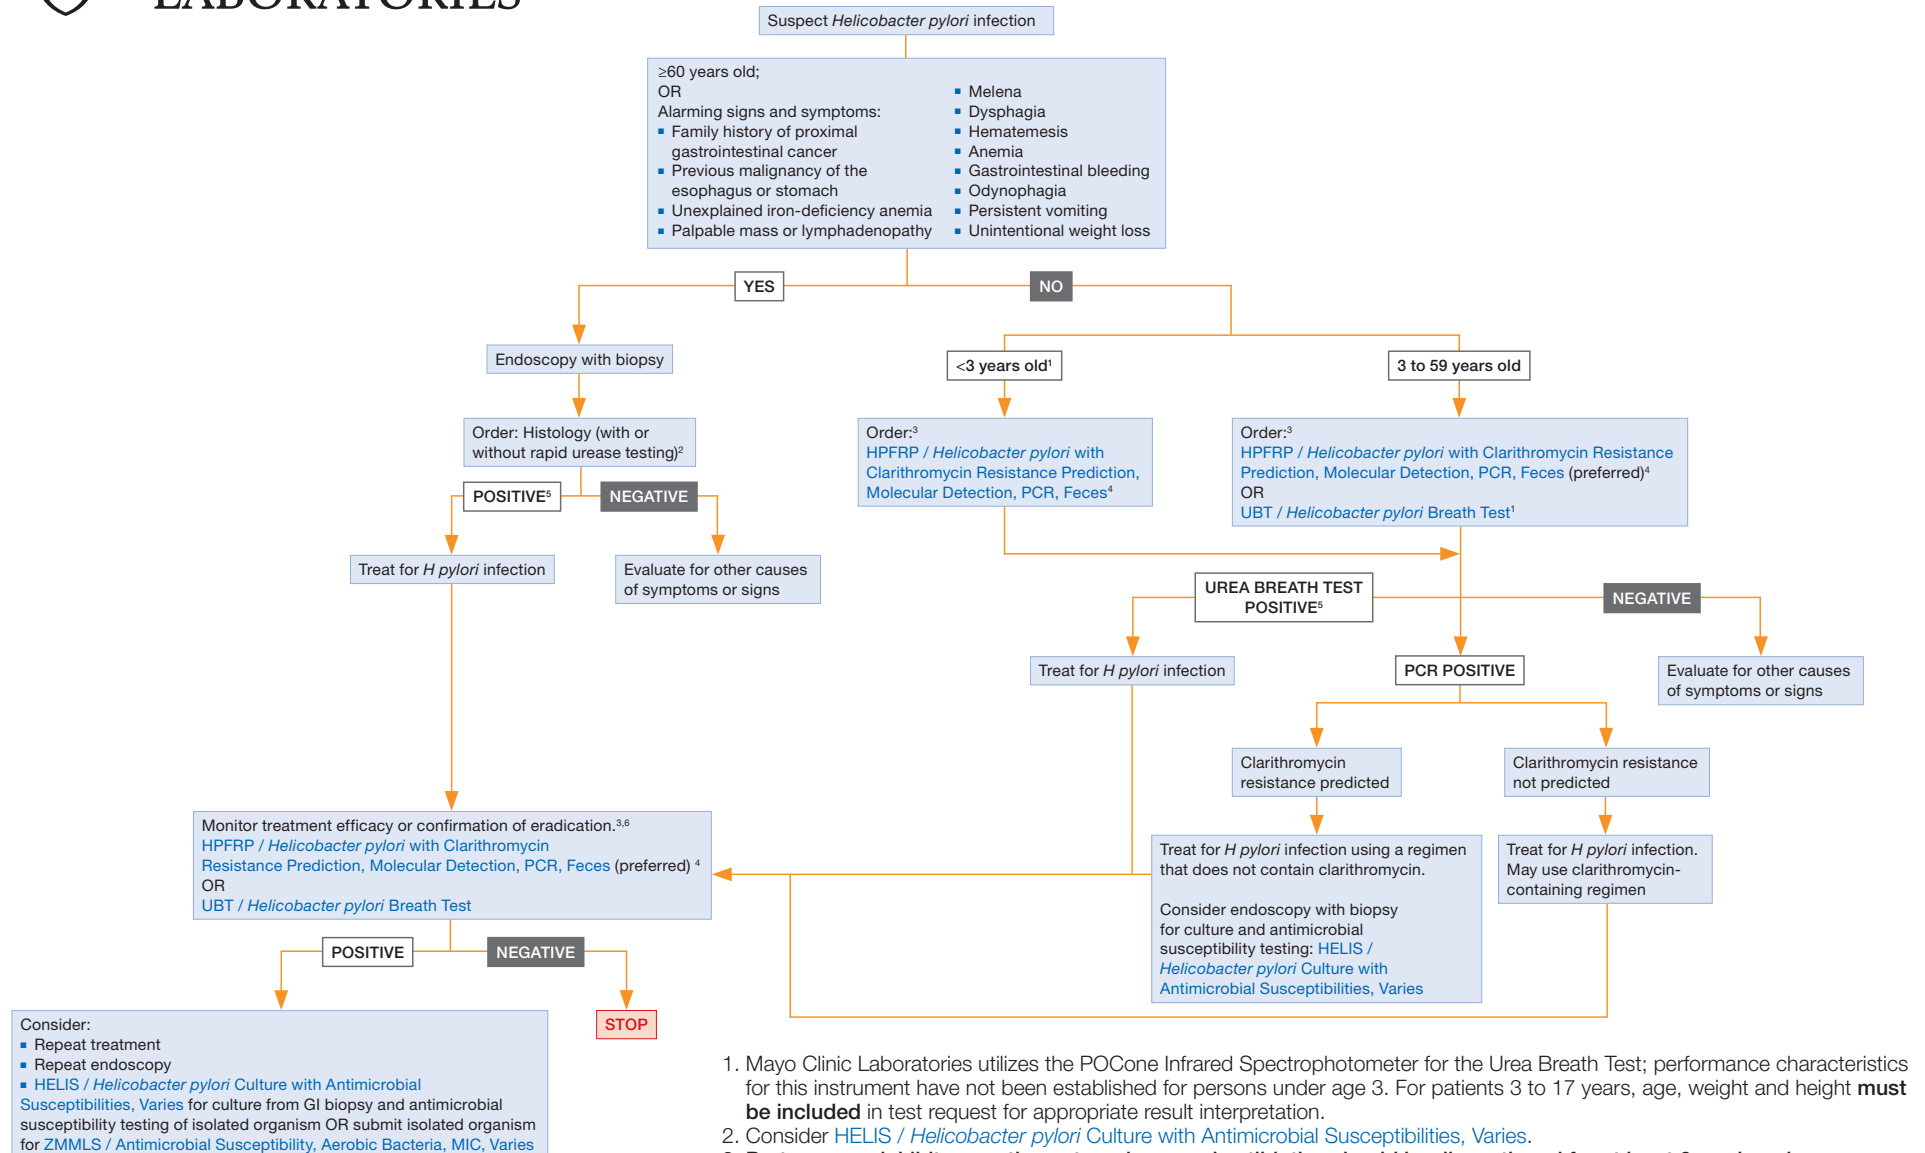 LABORATORIES
Suspect Helicobacter pylori infection
≥60 years old;
OR
Alarming signs and symptoms:
▪ Family history of proximal
gastrointestinal cancer
▪ Previous malignancy of the
esophagus or stomach
▪ Unexplained iron-deficiency anemia
▪ Palpable mass or lymphadenopathy
▪ Melena
▪ Dysphagia
▪ Hematemesis
▪ Anemia
▪ Gastrointestinal bleeding
▪ Odynophagia
▪ Persistent vomiting
▪ Unintentional weight loss
YES
NO
Endoscopy with biopsy
<3 years old¹
3 to 59 years old
Order: Histology (with or
without rapid urease testing)²
Order:³
HPFRP / Helicobacter pylori with
Clarithromycin Resistance Prediction,
Molecular Detection, PCR, Feces⁴
Order:³
HPFRP / Helicobacter pylori with Clarithromycin Resistance
Prediction, Molecular Detection, PCR, Feces (preferred)⁴
OR
UBT / Helicobacter pylori Breath Test¹
POSITIVE⁵
NEGATIVE
Treat for H pylori infection
Evaluate for other causes
of symptoms or signs
UREA BREATH TEST
POSITIVE⁵
NEGATIVE
Treat for H pylori infection
PCR POSITIVE
Evaluate for other causes
of symptoms or signs
Clarithromycin
resistance predicted
Clarithromycin resistance
not predicted
Monitor treatment efficacy or confirmation of eradication.³,⁶
HPFRP / Helicobacter pylori with Clarithromycin
Resistance Prediction, Molecular Detection, PCR, Feces (preferred) ⁴
OR
UBT / Helicobacter pylori Breath Test
Treat for H pylori infection using a regimen
that does not contain clarithromycin.
Consider endoscopy with biopsy
for culture and antimicrobial
susceptibility testing: HELIS /
Helicobacter pylori Culture with
Antimicrobial Susceptibilities, Varies
Treat for H pylori infection.
May use clarithromycin-
containing regimen
POSITIVE
NEGATIVE
STOP
Consider:
▪ Repeat treatment
▪ Repeat endoscopy
▪ HELIS / Helicobacter pylori Culture with Antimicrobial
Susceptibilities, Varies for culture from GI biopsy and antimicrobial
susceptibility testing of isolated organism OR submit isolated organism
for ZMMLS / Antimicrobial Susceptibility, Aerobic Bacteria, MIC, Varies
1. Mayo Clinic Laboratories utilizes the POCone Infrared Spectrophotometer for the Urea Breath Test; performance characteristics
for this instrument have not been established for persons under age 3. For patients 3 to 17 years, age, weight and height must
be included in test request for appropriate result interpretation.
2. Consider HELIS / Helicobacter pylori Culture with Antimicrobial Susceptibilities, Varies.